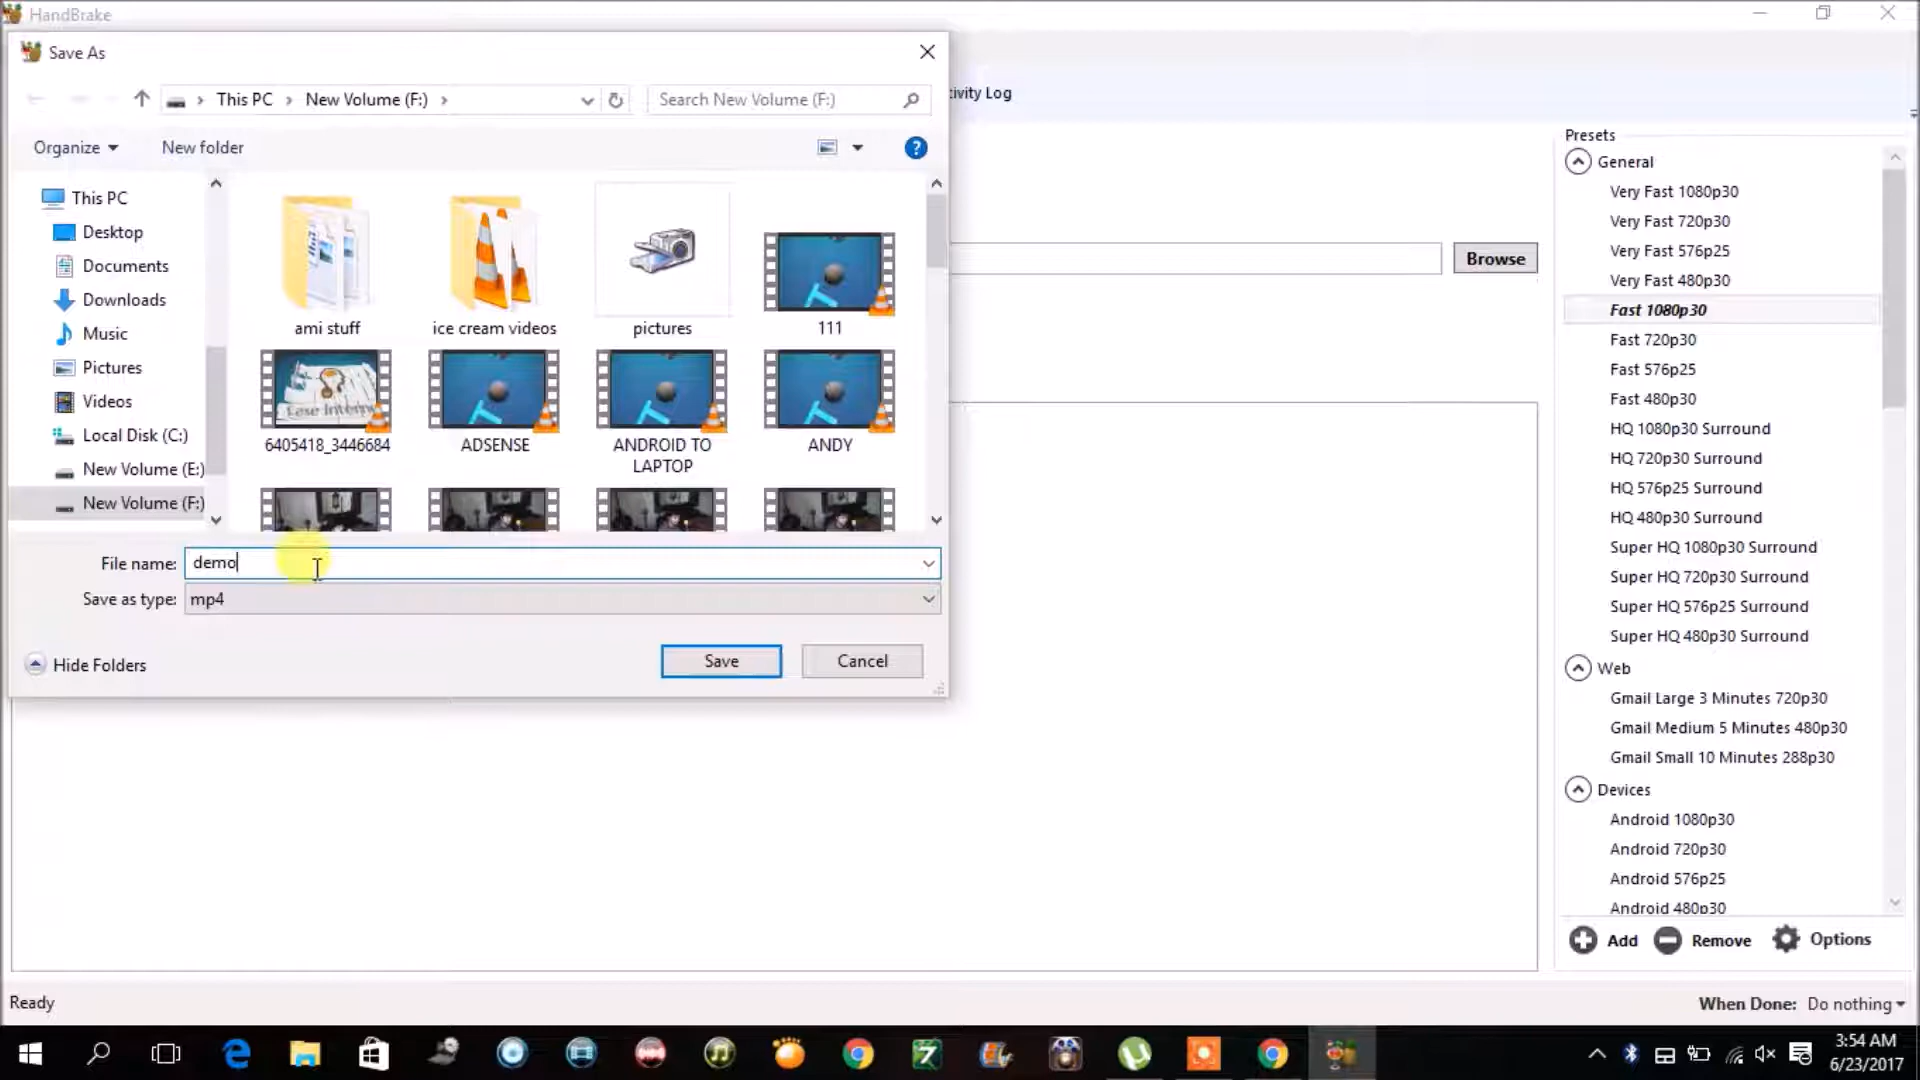 HandBrake
Save As
This PC
New Volume (F:)
Search New Volume (F:)
Organize
New folder
This PC
Desktop
Documents
Downloads
Music
Pictures
Videos
Local Disk (C:)
New Volume (E:)
New Volume (F:)
ami stuff
ice cream videos
pictures
111
6405418_3446684
ADSENSE
ANDROID TO
LAPTOP
ANDY
File name:
demo
Save as type:
mp4
Hide Folders
Save
Cancel
tivity Log
Browse
Presets
General
Very Fast 1080p30
Very Fast 720p30
Very Fast 576p25
Very Fast 480p30
Fast 1080p30
Fast 720p30
Fast 576p25
Fast 480p30
HQ 1080p30 Surround
HQ 720p30 Surround
HQ 576p25 Surround
HQ 480p30 Surround
Super HQ 1080p30 Surround
Super HQ 720p30 Surround
Super HQ 576p25 Surround
Super HQ 480p30 Surround
Web
Gmail Large 3 Minutes 720p30
Gmail Medium 5 Minutes 480p30
Gmail Small 10 Minutes 288p30
Devices
Android 1080p30
Android 720p30
Android 576p25
Android 480p30
Add
Remove
Options
Ready
When Done: Do nothing
3:54 AM
6/23/2017